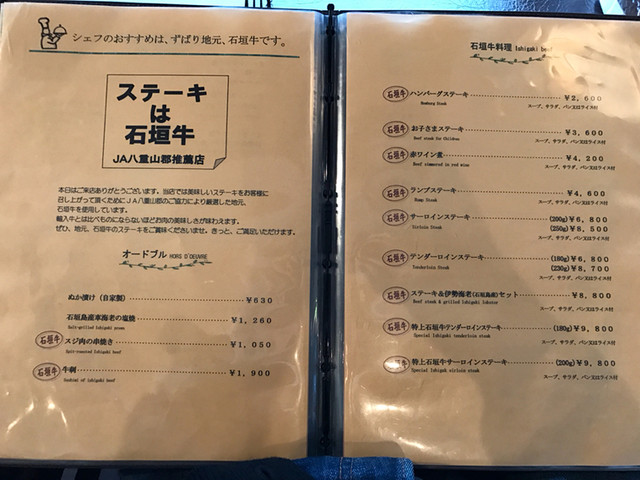 シェフのおすすめは、ずばり地元、石垣牛です。
ステーキ
は
石垣牛
JA八重山郡推薦店
本日はご来店ありがとうございます。当店では美味しいステーキをお客様に
召し上がって頂くためにJA八重山郡のご協力により厳選した地元、
石垣牛を使用しています。
輸入牛とは比べものにならないほどお肉の美味しさが味わえます。
ぜひ、地元、石垣牛のステーキをご賞味くださいませ。きっと、ご満足いただけます。
オードブル HORS D'OEUVRE
ぬか漬け（自家製） ¥630
石垣島産車海老の塩焼 ¥1,260
Salt-grilled Ishigaki prawn
石垣牛 スジ肉の串焼き ¥1,050
Spit-roasted Ishigaki beef
石垣牛 牛刺 ¥1,900
Sashimi of Ishigaki beef
石垣牛料理 Ishigaki beef
石垣牛 ハンバーグステーキ ¥2,600
Hamburg Steak スープ、サラダ、パン又はライス付
石垣牛 お子さまステーキ ¥3,600
Beef steak for Children スープ、サラダ、パン又はライス付
石垣牛 赤ワイン煮 ¥4,200
Beef simmered in red wine スープ、サラダ、パン又はライス付
石垣牛 ランプステーキ ¥4,600
Rump Steak スープ、サラダ、パン又はライス付
石垣牛 サーロインステーキ (200g)¥6,800
Sirloin Steak (250g)¥8,500
スープ、サラダ、パン又はライス付
石垣牛 テンダーロインステーキ (180g)¥6,800
Tenderloin Steak (230g)¥8,700
スープ、サラダ、パン又はライス付
石垣牛 ステーキ&伊勢海老(石垣島産)セット ¥8,800
Beef steak & grilled Ishigaki lobster スープ、サラダ、パン又はライス付
石垣牛 特上石垣牛テンダーロインステーキ (180g)¥9,800
Special Ishigaki tenderloin steak スープ、サラダ、パン又はライス付
石垣牛 特上石垣牛サーロインステーキ (200g)¥9,800
Special Ishigaki sirloin steak スープ、サラダ、パン又はライス付